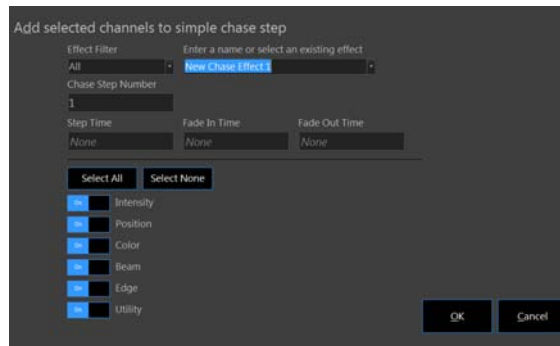 Add selected channels to simple chase step
Effect Filter Enter a name or select an existing effect
All New Chase Effect 1
Chase Step Number
1
Step Time Fade In Time Fade Out Time
None None None
Select All Select None
On Intensity
On Position
On Color
On Beam
On Edge
On Utility
OK Cancel